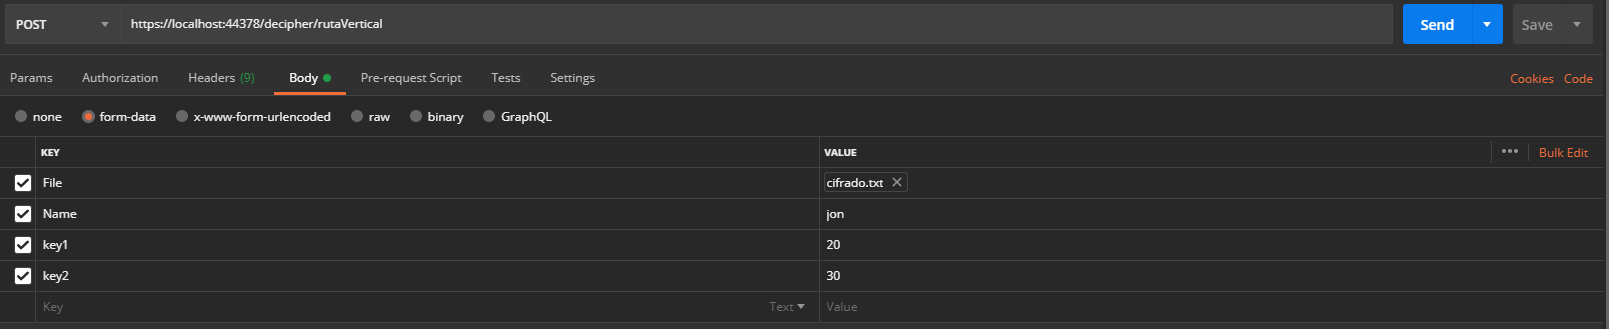 POST https://localhost:44378/decipher/rutaVertical Send Save
Params Authorization Headers (9) Body Pre-request Script Tests Settings Cookies Code
none form-data x-www-form-urlencoded raw binary GraphQL
KEY VALUE ••• Bulk Edit
File cifrado.txt
Name jon
key1 20
key2 30
Key Text Value